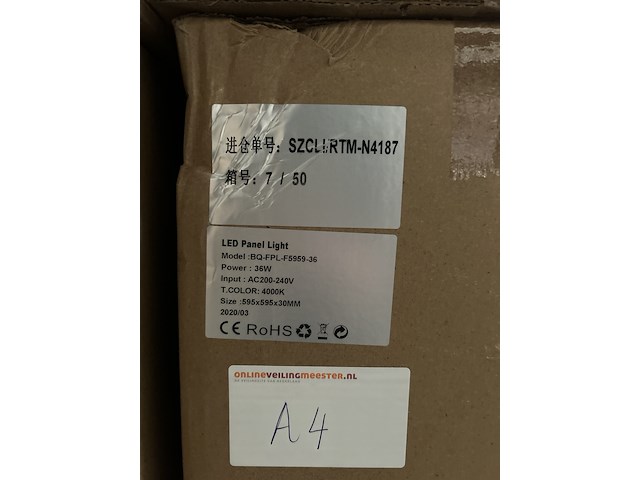 进仓单号: SZCLI/RTM-N4187
箱号: 7 / 50
LED Panel Light
Model :BQ-FPL-F5959-36
Power : 36W
Input : AC200-240V
T.COLOR: 4000K
Size :595x595x30MM
2020/03
CE RoHS
ONLINEVEILINGMEESTER.NL
A4